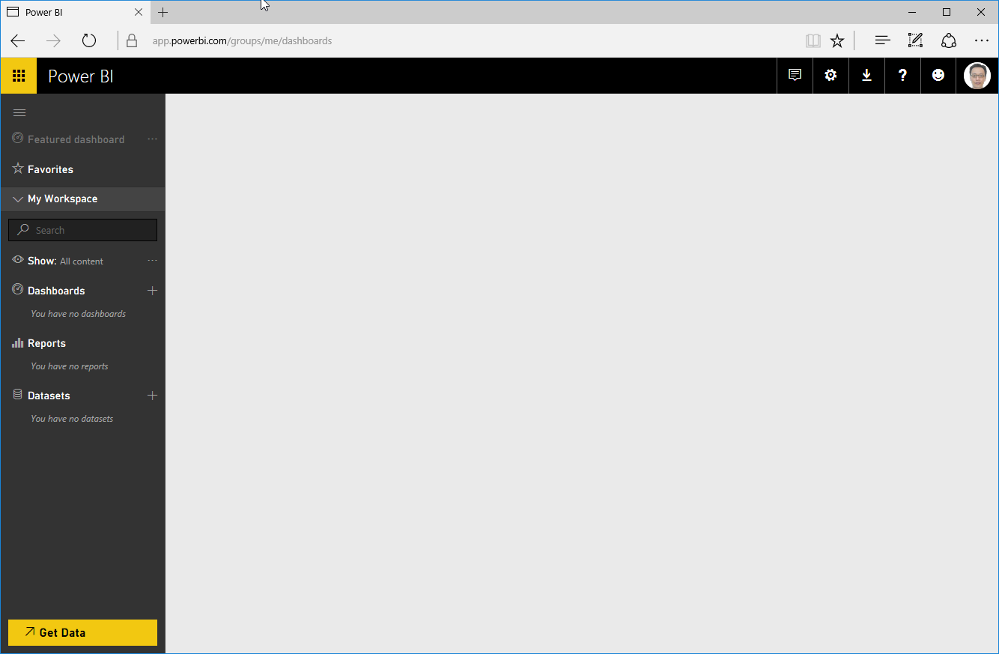 Power BI
app.powerbi.com/groups/me/dashboards
Power BI
?
Featured dashboard
Favorites
My Workspace
Search
Show: All content
Dashboards
You have no dashboards
Reports
You have no reports
Datasets
You have no datasets
Get Data